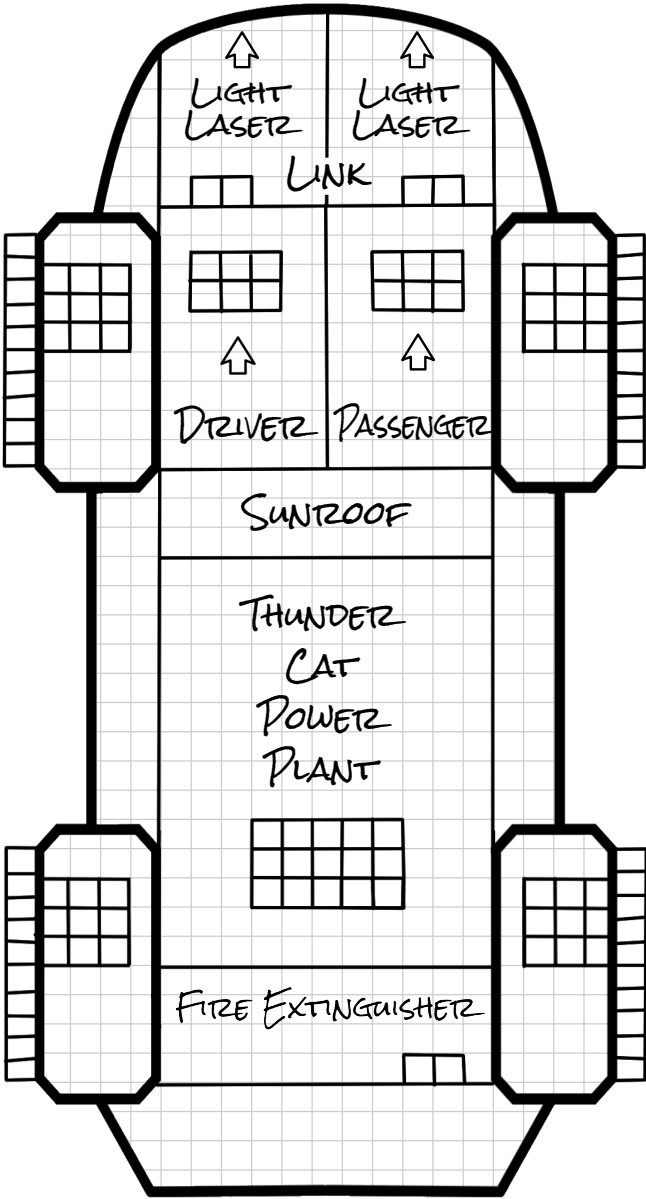 Light Laser
Light Laser
Link
Driver
Passenger
Sunroof
Thunder
Cat
Power
Plant
Fire Extinguisher